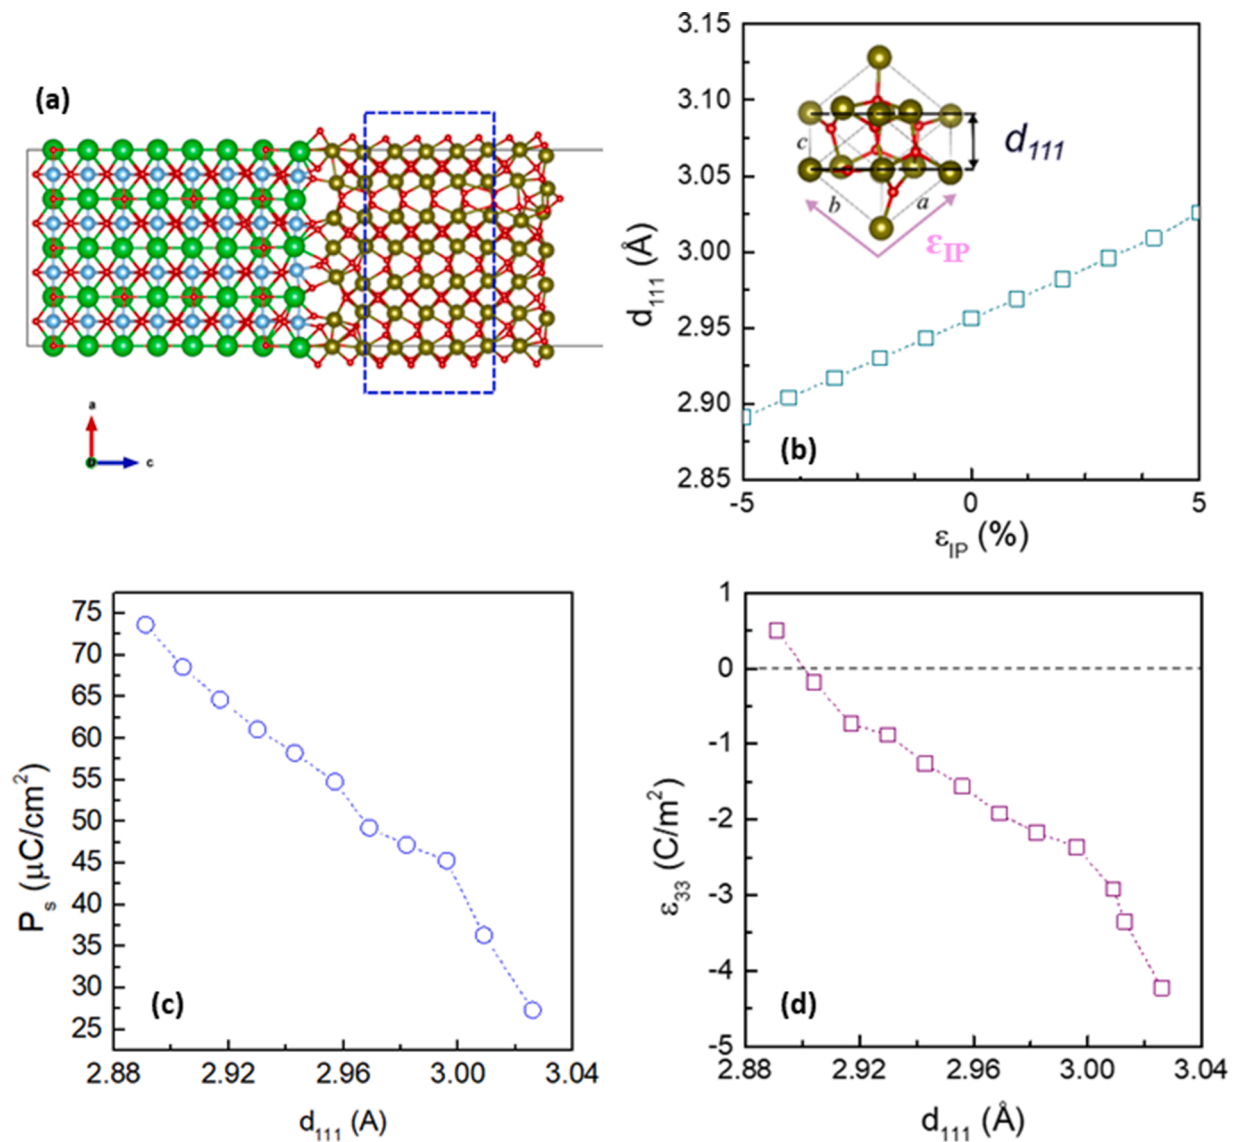 (a)
a
c
3.15
3.10
3.05
3.00
2.95
2.90
2.85
d111 (Å)
c
b
a
d111
εIP
(b)
-5
0
5
εIP (%)
75
70
65
60
55
50
45
40
35
30
25
Ps (μC/cm2)
(c)
2.88
2.92
2.96
3.00
3.04
d111 (A)
1
0
-1
-2
-3
-4
-5
ε33 (C/m2)
(d)
2.88
2.92
2.96
3.00
3.04
d111 (Å)